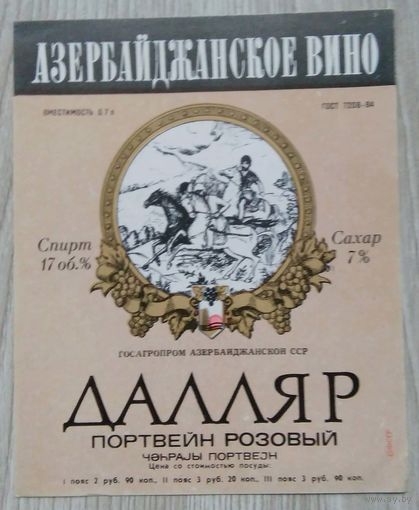 АЗЕРБАЙДЖАНСКОЕ ВИНО
ВМЕСТИМОСТЬ 0,7 л
ГОСТ 7208-84
Спирт
17 об.%
Сахар
7%
ГОСАГРОПРОМ АЗЕРБАЙДЖАНСКОЙ ССР
ДАЛЛЯР
ПОРТВЕЙН РОЗОВЫЙ
ЧӘҺРАЈЫ ПОРТВЕЈН
Цена со стоимостью посуды:
I пояс 2 руб. 90 коп., II пояс 3 руб. 20 коп., III пояс 3 руб. 90 коп.